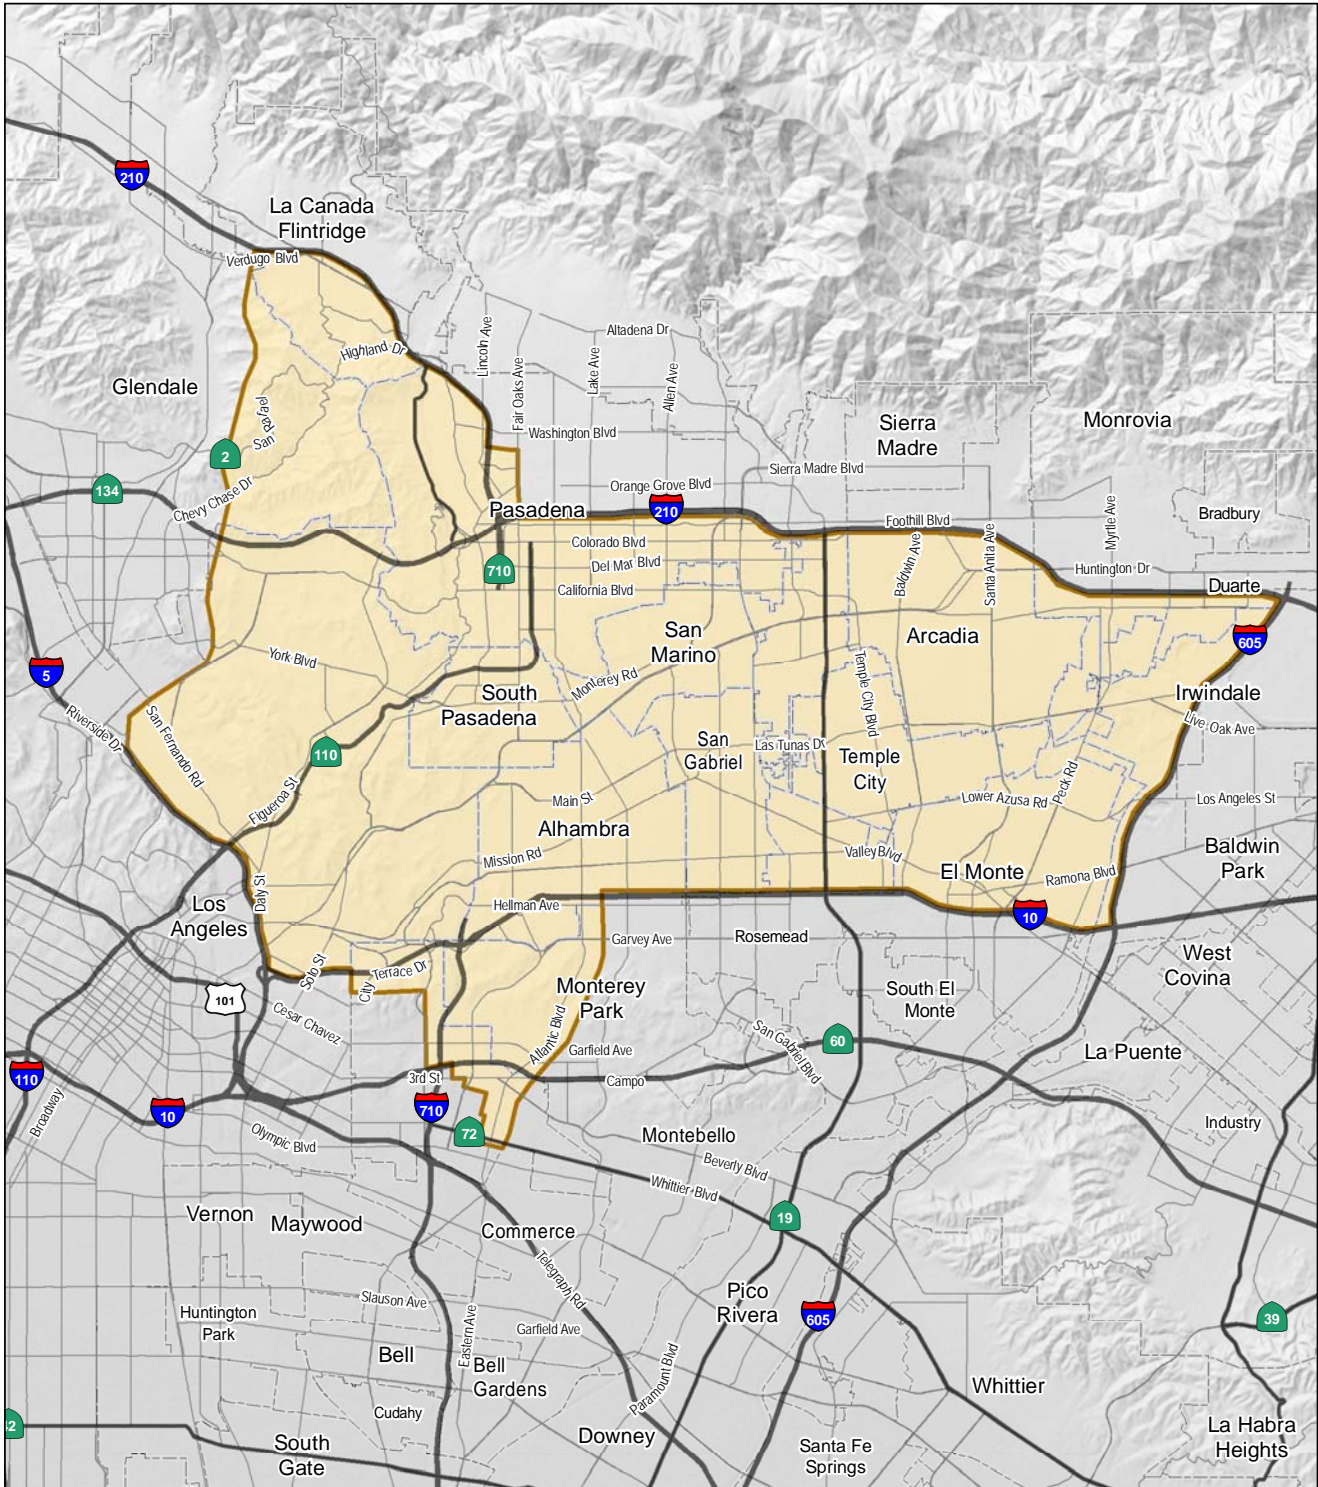 210
La Canada
Flintridge
Verdugo Blvd
Altadena Dr
Lincoln Ave
Fair Oaks Ave
Lake Ave
Allen Ave
Highland Dr
Glendale
San Rafael
Washington Blvd
Sierra
Madre
Monrovia
2
134
Chevy Chase Dr
Sierra Madre Blvd
Orange Grove Blvd
Pasadena
210
Foothill Blvd
Myrtle Ave
Bradbury
Colorado Blvd
Del Mar Blvd
710
California Blvd
Baldwin Ave
Santa Anita Ave
Huntington Dr
Duarte
605
San
Marino
Arcadia
York Blvd
5
Monterey Rd
South
Pasadena
Temple City Blvd
Irwindale
Live Oak Ave
Riverside Dr
San Fernando Rd
110
San
Gabriel
Las Tunas Dr
Temple
City
Peck Rd
Figueroa St
Main St
Lower Azusa Rd
Los Angeles St
Alhambra
Mission Rd
Valley Blvd
El Monte
Ramona Blvd
Baldwin
Park
Daly St
Los
Angeles
Hellman Ave
10
Garvey Ave
Rosemead
Soto St
City Terrace Dr
West
Covina
101
Cesar Chavez
Monterey
Park
South El
Monte
Atlantic Blvd
Garfield Ave
San Gabriel Blvd
60
La Puente
110
3rd St
Campo
Broadway
10
710
72
Olympic Blvd
Montebello
Beverly Blvd
Industry
Whittier Blvd
Vernon
Maywood
19
Commerce
Telegraph Rd
Slauson Ave
Pico
Rivera
605
39
Huntington
Park
Garfield Ave
Eastern Ave
Bell
Bell
Gardens
Paramount Blvd
Whittier
Cudahy
42
South
Gate
Downey
Santa Fe
Springs
La Habra
Heights